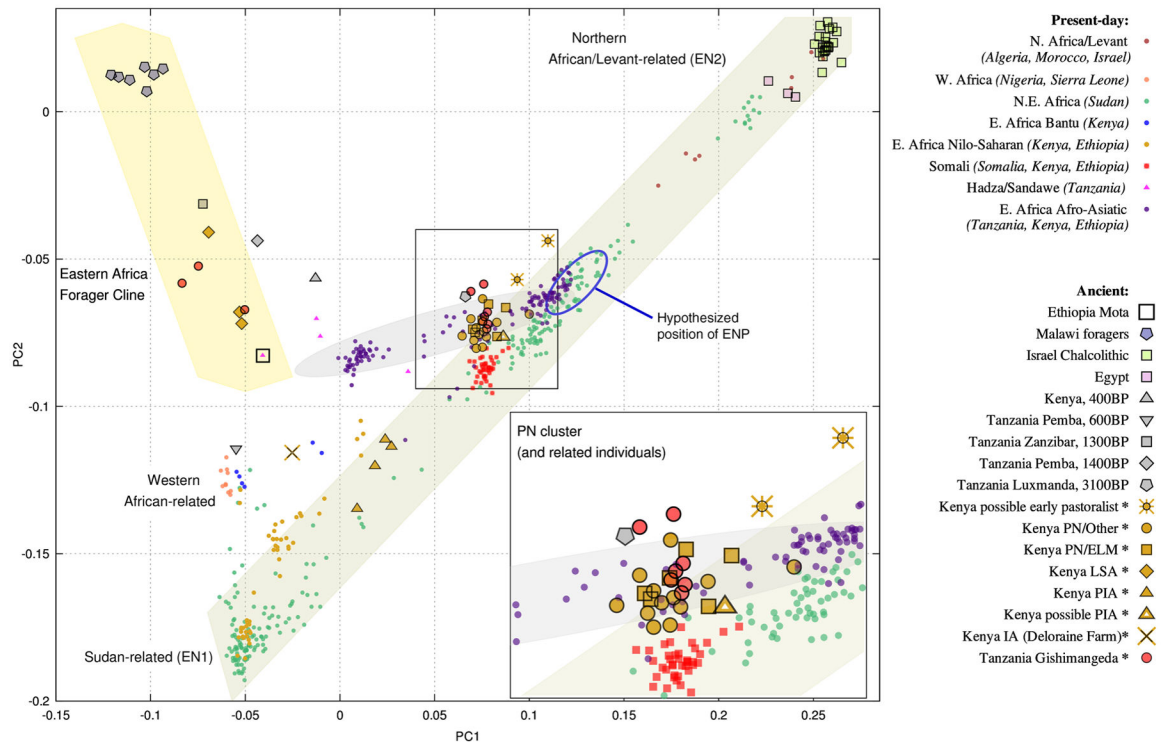 Northern
African/Levant-related (EN2)
Eastern Africa
Forager Cline
Hypothesized
position of ENP
PN cluster
(and related individuals)
Western
African-related
Sudan-related (EN1)
PC2
0
-0.05
-0.1
-0.15
-0.2
-0.15
-0.1
-0.05
0
0.05
0.1
0.15
0.2
0.25
PC1
Present-day:
N. Africa/Levant
(Algeria, Morocco, Israel)
W. Africa (Nigeria, Sierra Leone)
N.E. Africa (Sudan)
E. Africa Bantu (Kenya)
E. Africa Nilo-Saharan (Kenya, Ethiopia)
Somali (Somalia, Kenya, Ethiopia)
Hadza/Sandawe (Tanzania)
E. Africa Afro-Asiatic
(Tanzania, Kenya, Ethiopia)
Ancient:
Ethiopia Mota
Malawi foragers
Israel Chalcolithic
Egypt
Kenya, 400BP
Tanzania Pemba, 600BP
Tanzania Zanzibar, 1300BP
Tanzania Pemba, 1400BP
Tanzania Luxmanda, 3100BP
Kenya possible early pastoralist *
Kenya PN/Other *
Kenya PN/ELM *
Kenya LSA *
Kenya PIA *
Kenya possible PIA *
Kenya IA (Deloraine Farm)*
Tanzania Gishimangeda *